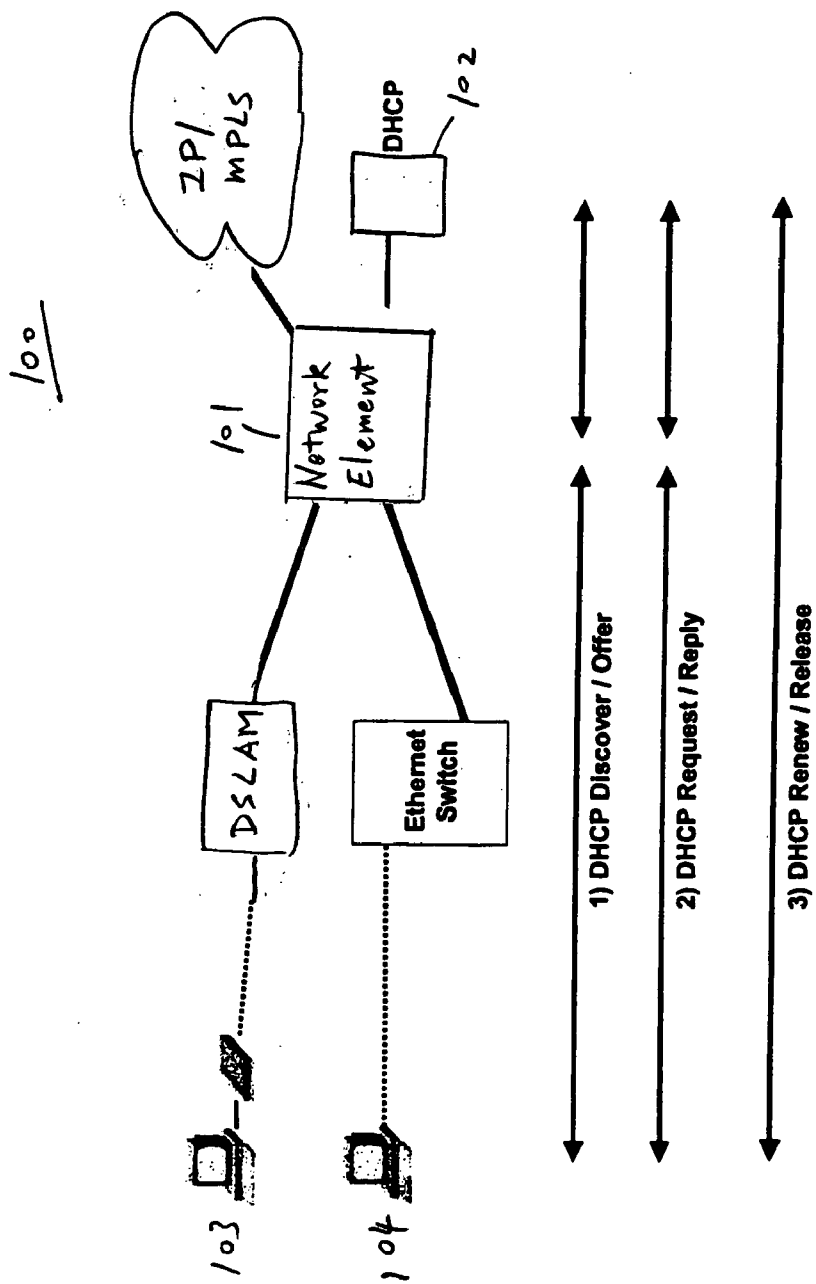 100
IP/
MPLS
101
Network
Element
DHCP
102
DSLAM
Ethernet
Switch
103
104
1) DHCP Discover / Offer
2) DHCP Request / Reply
3) DHCP Renew / Release